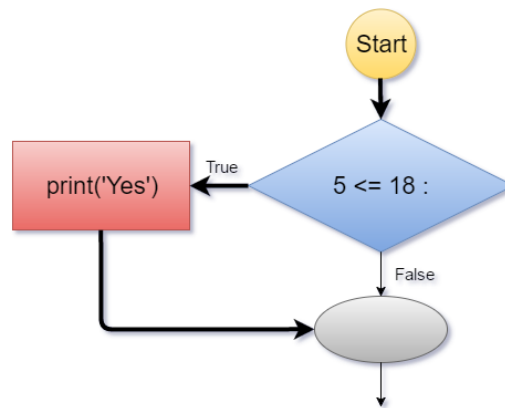 Start
5 <= 18 :
True
print('Yes')
False